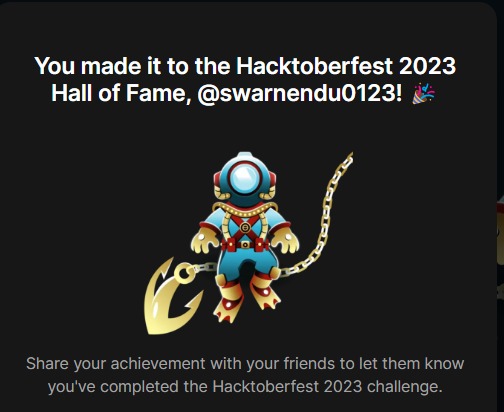 You made it to the Hacktoberfest 2023
Hall of Fame, @swarnendu0123! 🎉
Share your achievement with your friends to let them know
you've completed the Hacktoberfest 2023 challenge.